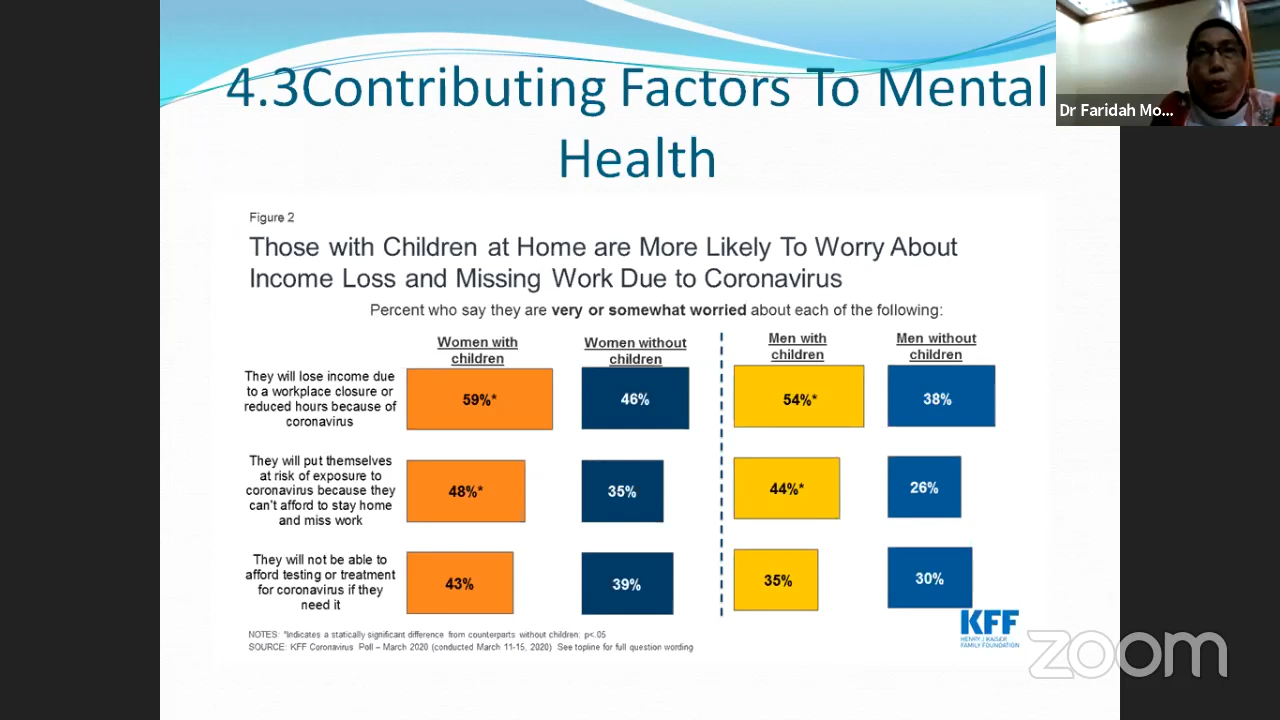 4.3Contributing Factors To Mental
Health
Dr Faridah Mo...
Figure 2
Those with Children at Home are More Likely To Worry About
Income Loss and Missing Work Due to Coronavirus
Percent who say they are very or somewhat worried about each of the following:
Women with
children
Women without
children
Men with
children
Men without
children
They will lose income due
to a workplace closure or
reduced hours because of
coronavirus
59%*
46%
54%*
38%
They will put themselves
at risk of exposure to
coronavirus because they
can't afford to stay home
and miss work
48%*
35%
44%*
26%
They will not be able to
afford testing or treatment
for coronavirus if they
need it
43%
39%
35%
30%
NOTES: *Indicates a statically significant difference from counterparts without children; p<.05
SOURCE: KFF Coronavirus Poll – March 2020 (conducted March 11-15, 2020) See topline for full question wording
KFF
HENRY J KAISER
FAMILY FOUNDATION
zoom